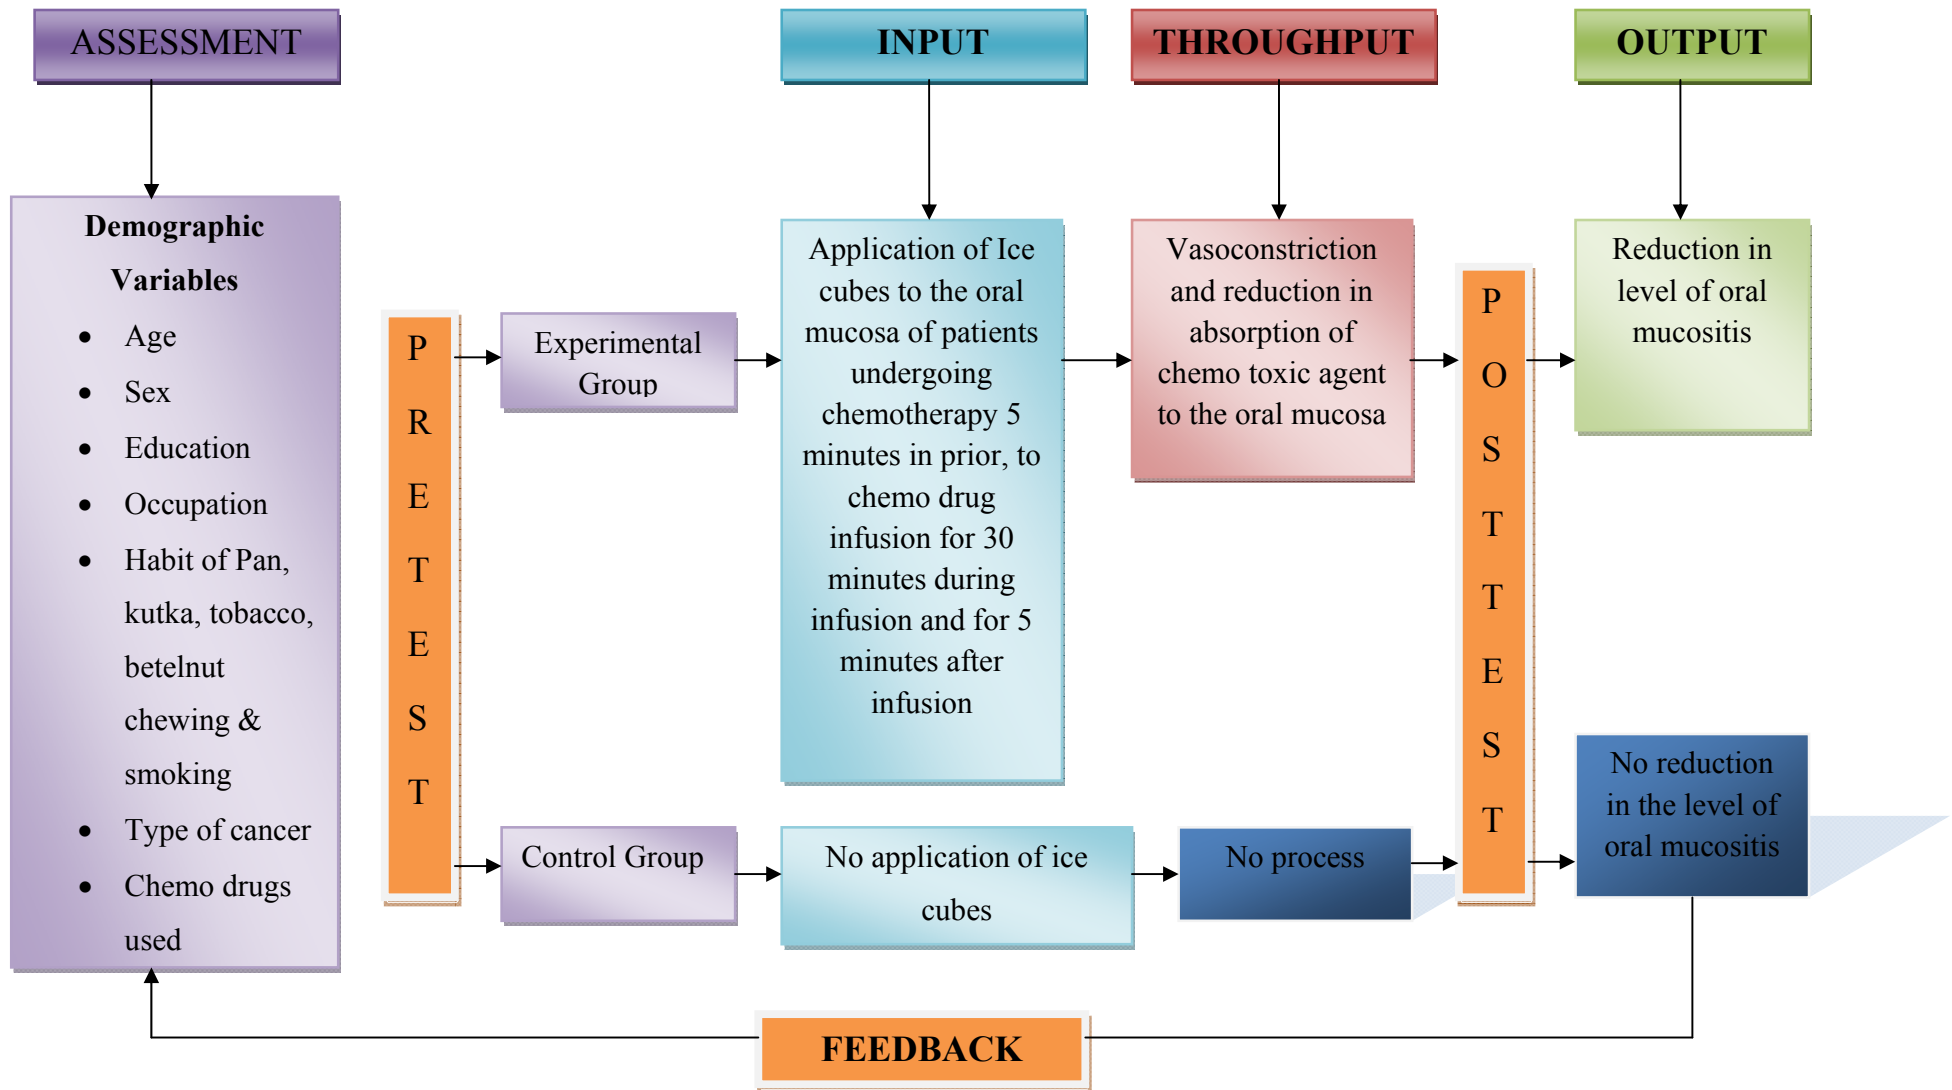 ASSESSMENT
INPUT
THROUGHPUT
OUTPUT
Demographic
Variables
• Age
• Sex
• Education
• Occupation
• Habit of Pan,
kutka, tobacco,
betelnut
chewing &
smoking
• Type of cancer
• Chemo drugs
used
P
R
E
T
E
S
T
Experimental
Group
Application of Ice
cubes to the oral
mucosa of patients
undergoing
chemotherapy 5
minutes in prior, to
chemo drug
infusion for 30
minutes during
infusion and for 5
minutes after
infusion
Vasoconstriction
and reduction in
absorption of
chemo toxic agent
to the oral mucosa
P
O
S
T
T
E
S
T
Reduction in
level of oral
mucositis
Control Group
No application of ice
cubes
No process
No reduction
in the level of
oral mucositis
FEEDBACK